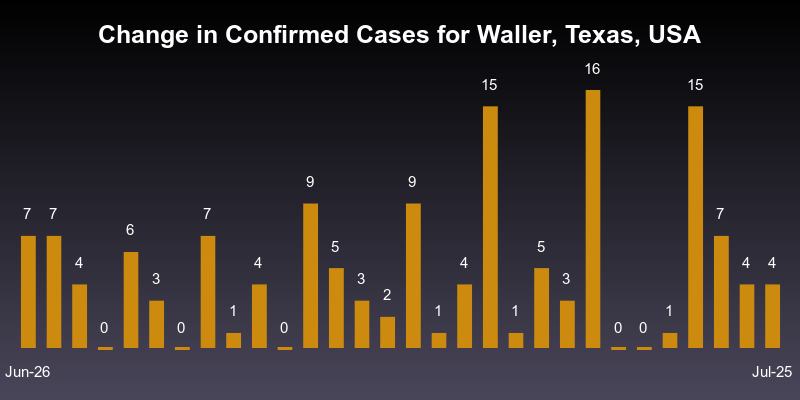 Change in Confirmed Cases for Waller, Texas, USA
7 7 4 0 6 3 0 7 1 4 0 9 5 3 2 9 1 4 15 1 5 3 16 0 0 1 15 7 4 4
Jun-26 Jul-25